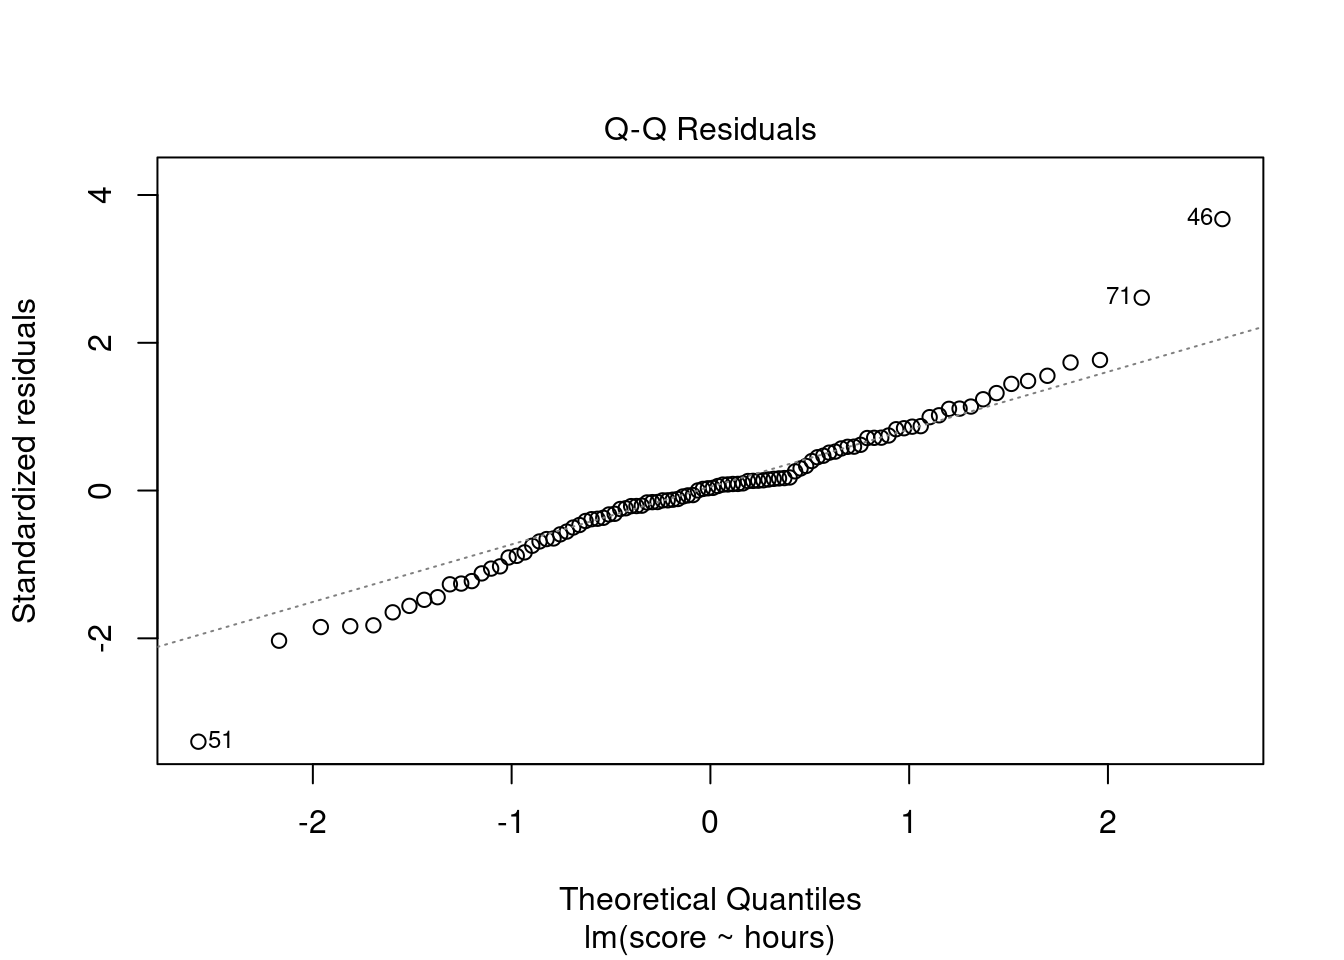 Q-Q Residuals
4
2
0
-2
Standardized residuals
46
71
51
-2 -1 0 1 2
Theoretical Quantiles
lm(score ~ hours)